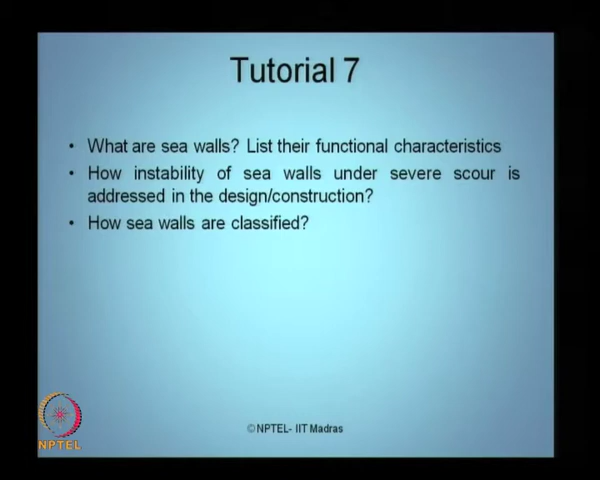 Tutorial 7
• What are sea walls? List their functional characteristics
• How instability of sea walls under severe scour is
addressed in the design/construction?
• How sea walls are classified?
©NPTEL- IIT Madras
NPTEL